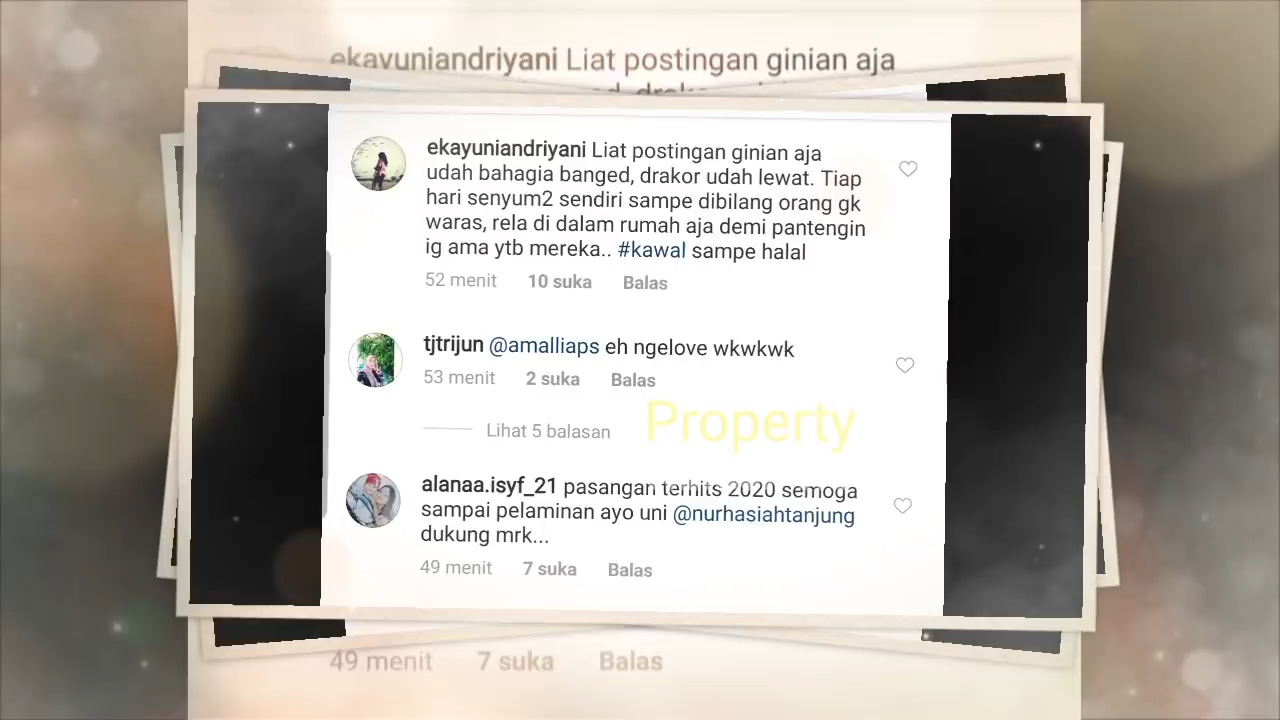 ekayuniandriyani Liat postingan ginian aja
ekayuniandriyani Liat postingan ginian aja
udah bahagia banged, drakor udah lewat. Tiap
hari senyum2 sendiri sampe dibilang orang gk
waras, rela di dalam rumah aja demi pantengin
ig ama ytb mereka.. #kawal sampe halal
52 menit 10 suka Balas
tjtrijun @amalliaps eh ngelove wkwkwk
53 menit 2 suka Balas
Lihat 5 balasan
Property
alanaa.isyf_21 pasangan terhits 2020 semoga
sampai pelaminan ayo uni @nurhasiahtanjung
dukung mrk...
49 menit 7 suka Balas
49 menit 7 suka Balas